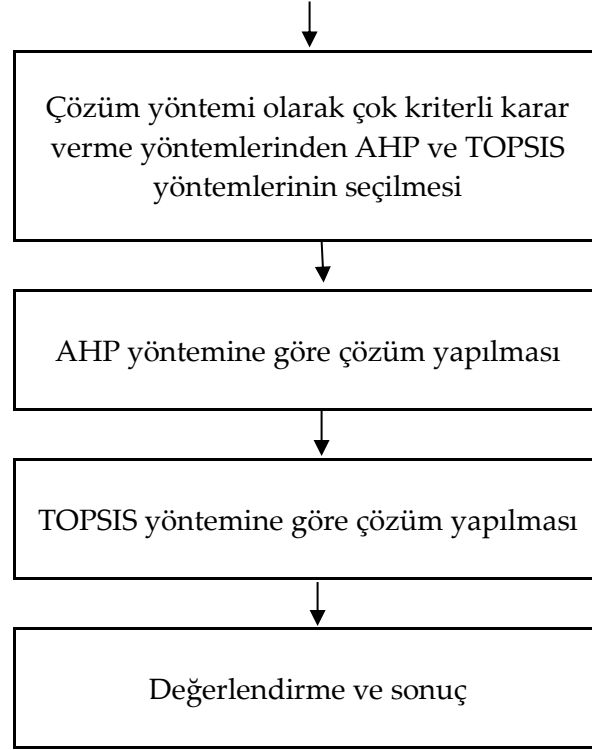 Çözüm yöntemi olarak çok kriterli karar
verme yöntemlerinden AHP ve TOPSIS
yöntemlerinin seçilmesi
AHP yöntemine göre çözüm yapılması
TOPSIS yöntemine göre çözüm yapılması
Değerlendirme ve sonuç